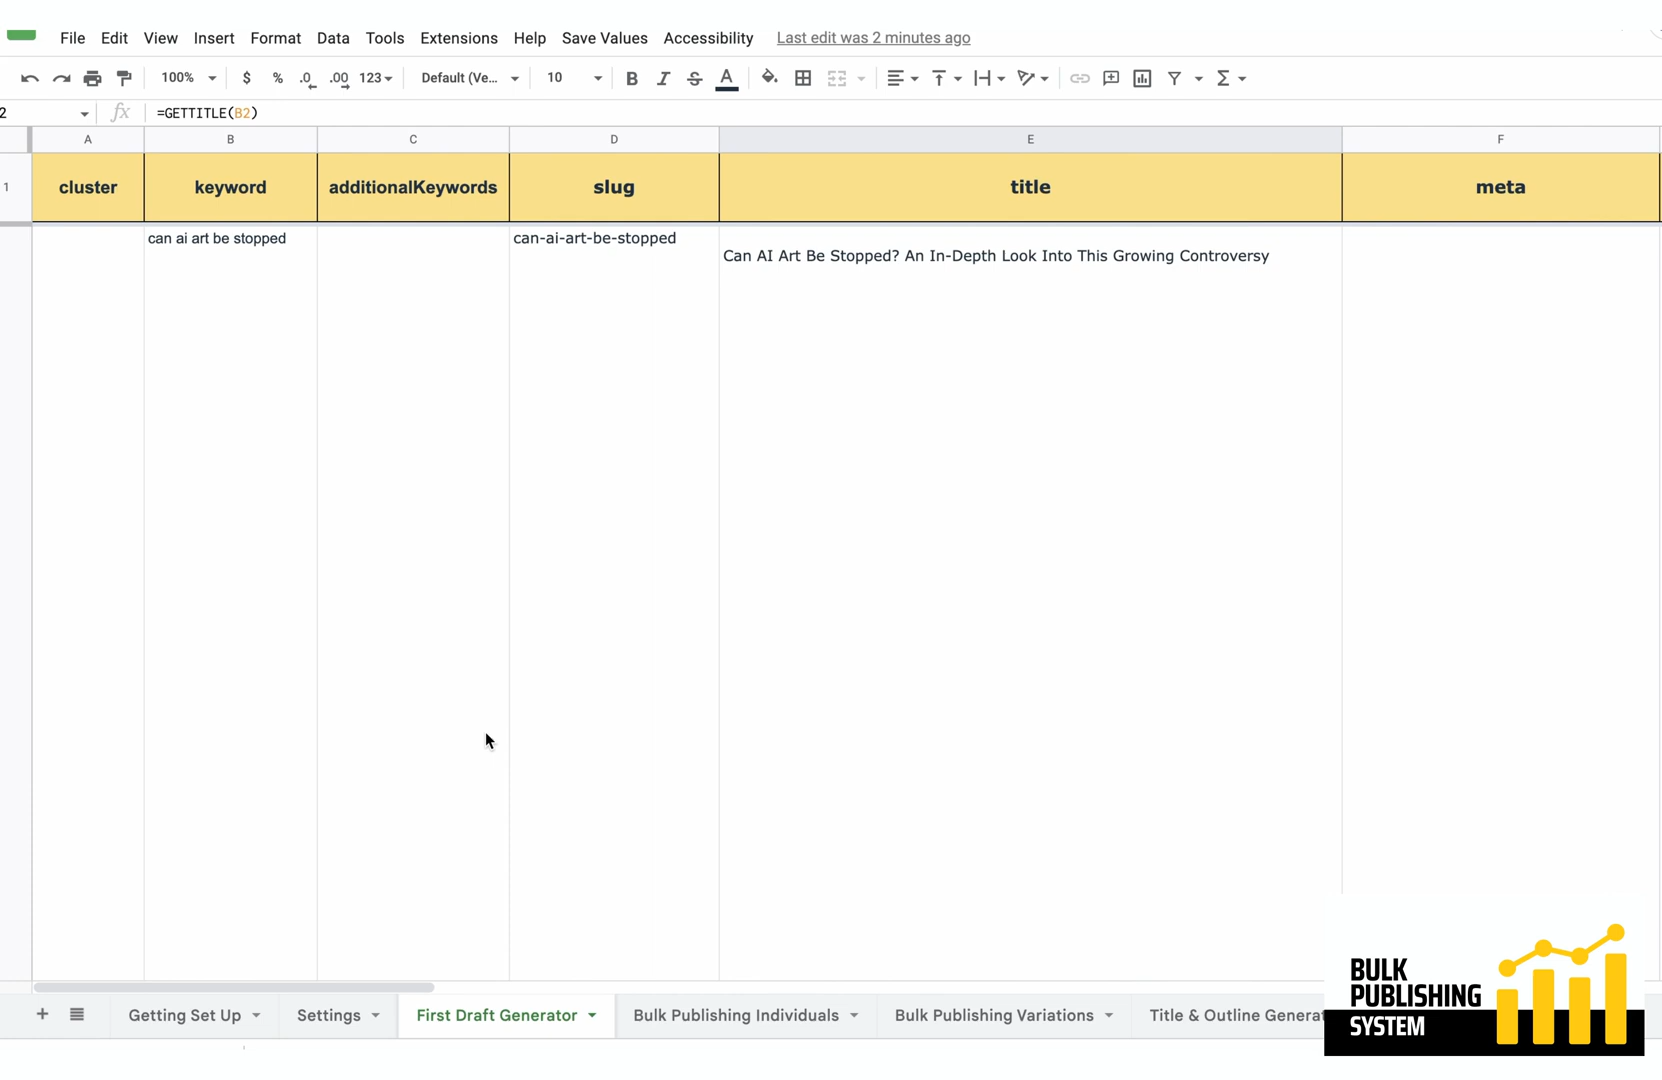 File Edit View Insert Format Data Tools Extensions Help Save Values Accessibility Last edit was 2 minutes ago
100% $ % .0 .00 123 Default (Ve... 10 B I S A
2 fx =GETTITLE(B2)
A B C D E F
1 cluster keyword additionalKeywords slug title meta
can ai art be stopped can-ai-art-be-stopped
Can AI Art Be Stopped? An In-Depth Look Into This Growing Controversy
+ Getting Set Up Settings First Draft Generator Bulk Publishing Individuals Bulk Publishing Variations Title & Outline Generat
BULK
PUBLISHING
SYSTEM